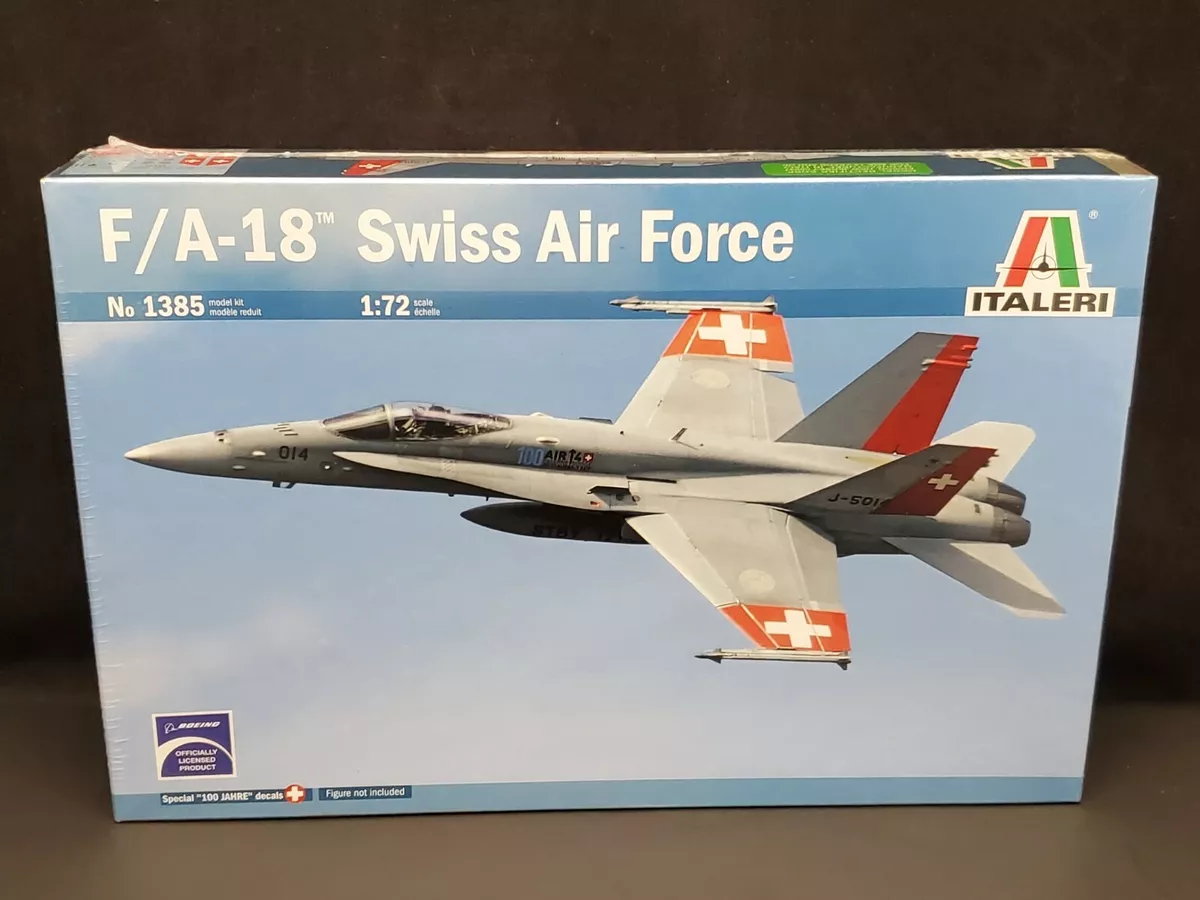 F/A-18™ Swiss Air Force
®
ITALERI
No 1385 model kit
modèle reduit
1:72 scale
échelle
014
100 AIR14
J-501
BOEING
OFFICIALLY
LICENSED
PRODUCT
Special "100 JAHRE" decals
Figure not included